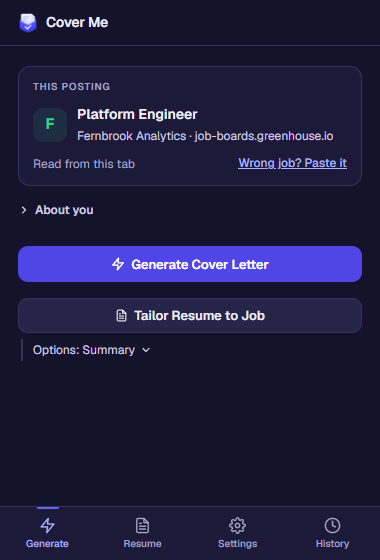 Cover Me
THIS POSTING
F
Platform Engineer
Fernbrook Analytics · job-boards.greenhouse.io
Read from this tab
Wrong job? Paste it
About you
Generate Cover Letter
Tailor Resume to Job
Options: Summary
Generate
Resume
Settings
History